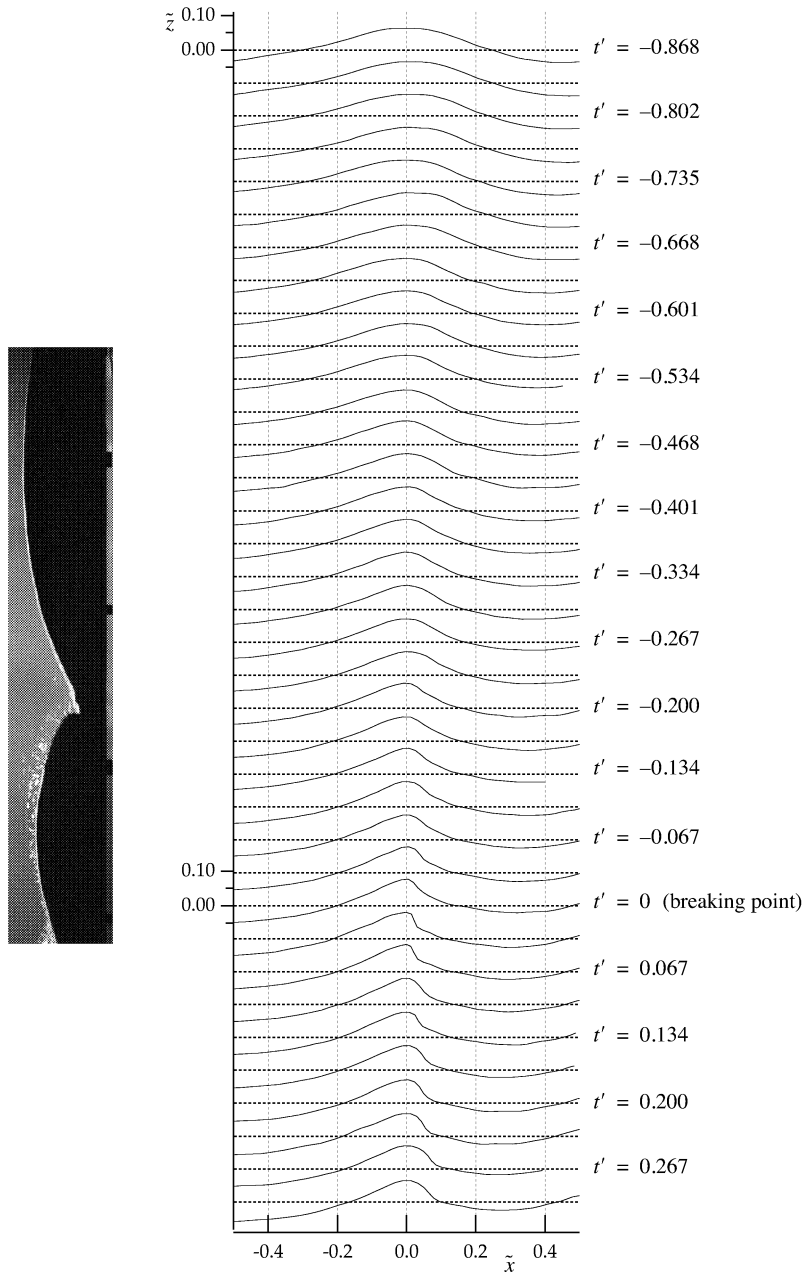 z̃
0.10
0.00
t′ = –0.868
t′ = –0.802
t′ = –0.735
t′ = –0.668
t′ = –0.601
t′ = –0.534
t′ = –0.468
t′ = –0.401
t′ = –0.334
t′ = –0.267
t′ = –0.200
t′ = –0.134
t′ = –0.067
0.10
0.00
t′ = 0 (breaking point)
t′ = 0.067
t′ = 0.134
t′ = 0.200
t′ = 0.267
-0.4 -0.2 0.0 0.2 0.4
x̃